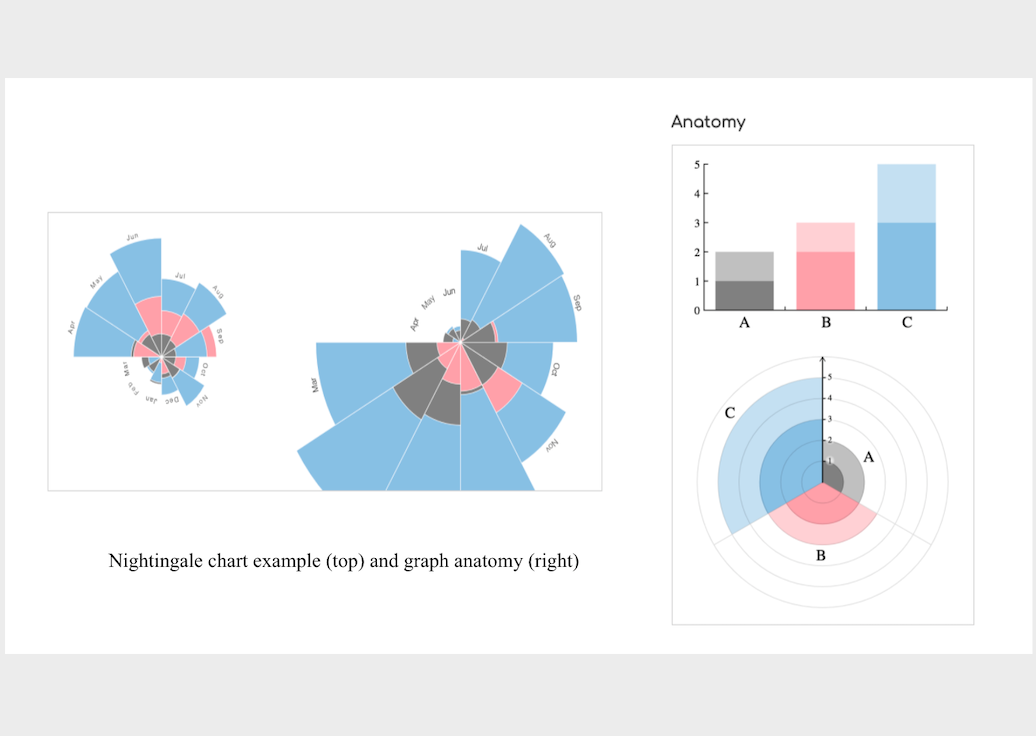 Anatomy
5
4
3
2
1
0
A
B
C
Jun
May
Apr
Jul
Aug
Sep
Mar
Feb
Jan
Dec
Nov
Oct
Jul
Aug
Sep
Jun
May
Apr
Mar
Oct
Nov
5
4
3
2
1
C
A
B
Nightingale chart example (top) and graph anatomy (right)